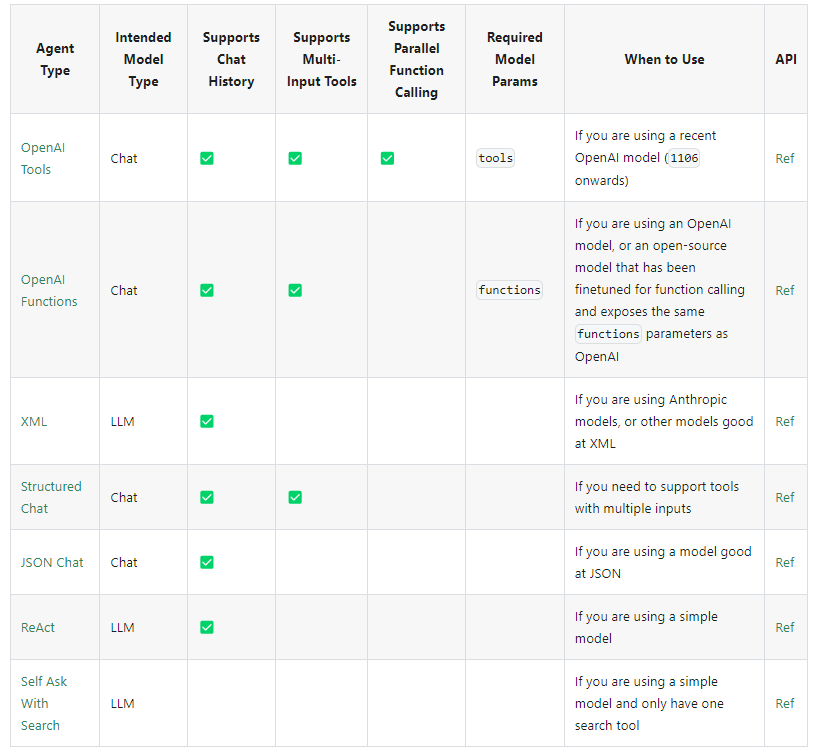 Agent Type
Intended Model Type
Supports Chat History
Supports Multi-Input Tools
Supports Parallel Function Calling
Required Model Params
When to Use
API
OpenAI Tools
Chat
✅
✅
✅
tools
If you are using a recent
OpenAI model (1106
onwards)
Ref
OpenAI Functions
Chat
✅
✅
functions
If you are using an OpenAI
model, or an open-source
model that has been
finetuned for function calling
and exposes the same
functions parameters as
OpenAI
Ref
XML
LLM
✅
If you are using Anthropic
models, or other models good
at XML
Ref
Structured Chat
Chat
✅
✅
If you need to support tools
with multiple inputs
Ref
JSON Chat
Chat
✅
If you are using a model good
at JSON
Ref
ReAct
LLM
✅
If you are using a simple
model
Ref
Self Ask With Search
LLM
If you are using a simple
model and only have one
search tool
Ref